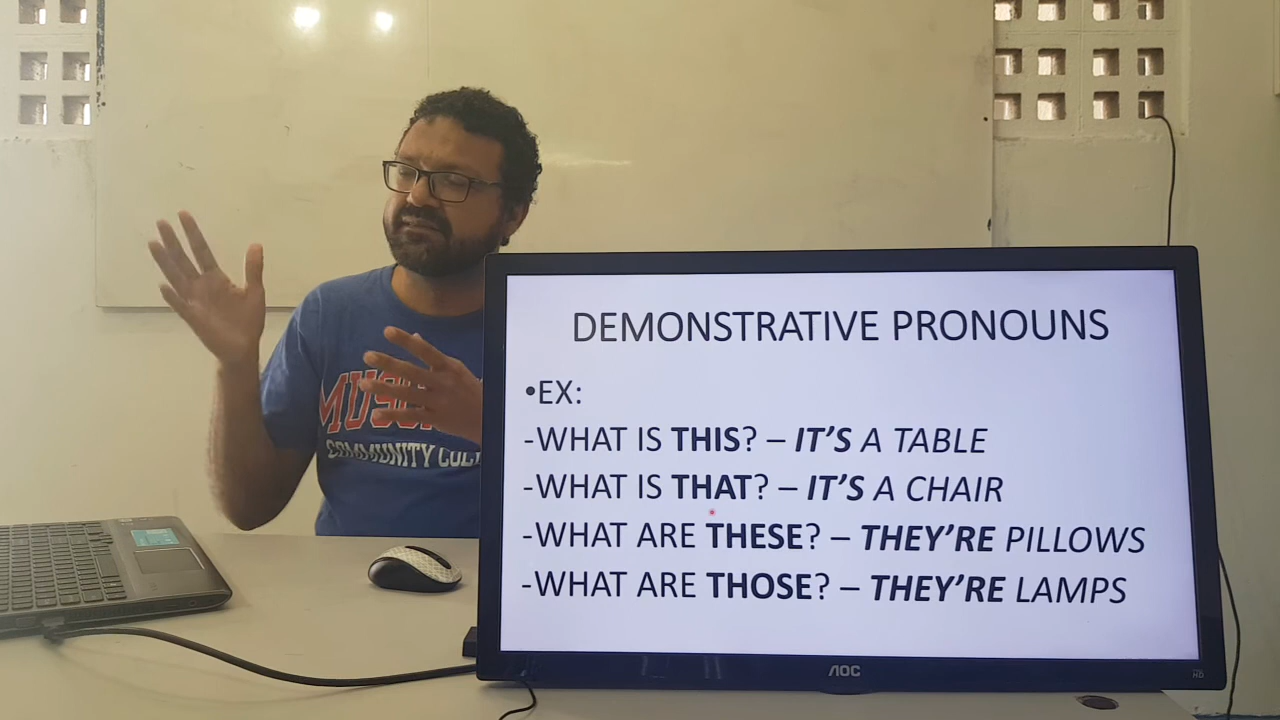 DEMONSTRATIVE PRONOUNS
•EX:
-WHAT IS THIS? – IT'S A TABLE
-WHAT IS THAT? – IT'S A CHAIR
-WHAT ARE THESE? – THEY'RE PILLOWS
-WHAT ARE THOSE? – THEY'RE LAMPS
COMMUNITY
AOC